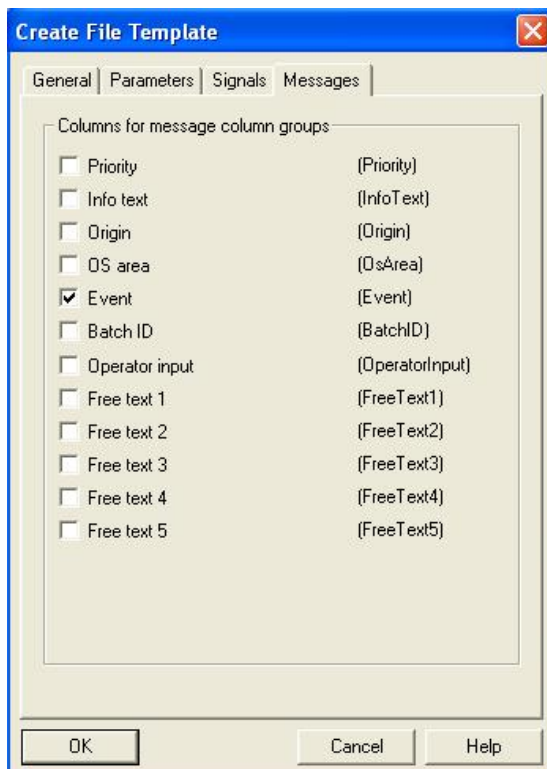 Create File Template
General Parameters Signals Messages
Columns for message column groups
Priority (Priority)
Info text (InfoText)
Origin (Origin)
OS area (OsArea)
Event (Event)
Batch ID (BatchID)
Operator input (OperatorInput)
Free text 1 (FreeText1)
Free text 2 (FreeText2)
Free text 3 (FreeText3)
Free text 4 (FreeText4)
Free text 5 (FreeText5)
OK Cancel Help